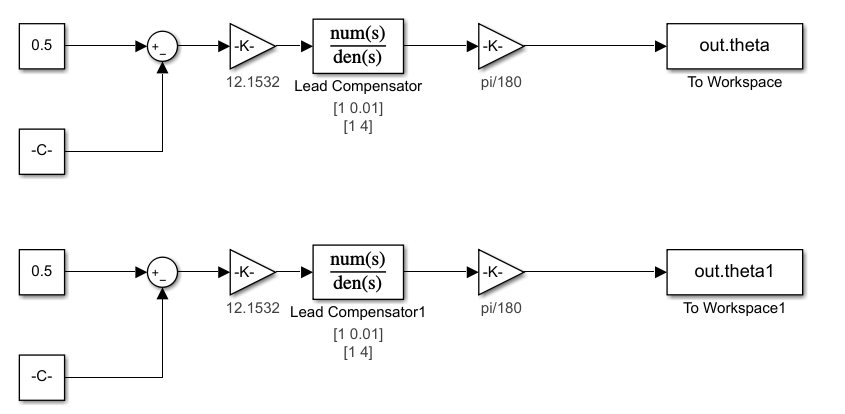 0.5
+
_
-K-
num(s)
den(s)
-K-
out.theta
12.1532
Lead Compensator
pi/180
To Workspace
[1 0.01]
[1 4]
-C-
0.5
+
_
-K-
num(s)
den(s)
-K-
out.theta1
12.1532
Lead Compensator1
pi/180
To Workspace1
[1 0.01]
[1 4]
-C-